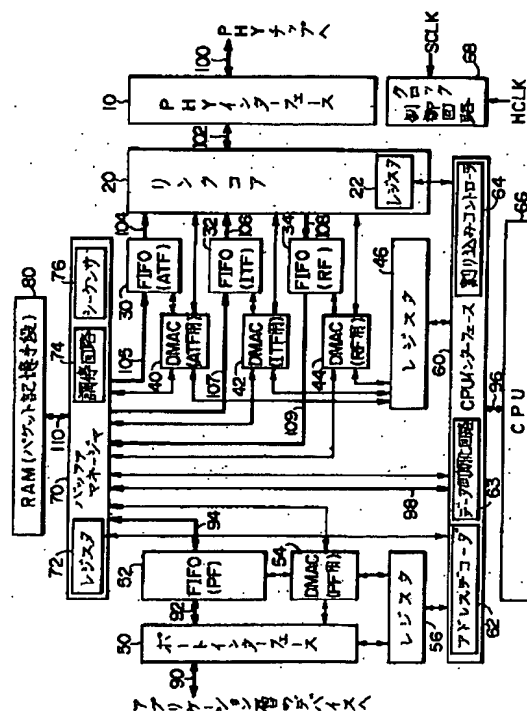 80
RAM(パケット記憶手段)
110
70
バッファマネージャ
72
レジスタ
74
調停回路
76
シーケンサ
94
105
107
109
98
90
アプリケーション層のデバイスへ
50
ポートインターフェース
92
52
FIFO
(PF)
54
DMAC
(PF用)
56
レジスタ
30
FIFO
(ATF)
104
40
DMAC
(ATF用)
32
FIFO
(ITF)
106
42
DMAC
(ITF用)
34
FIFO
(RF)
108
44
DMAC
(RF用)
46
レジスタ
20
リンクコア
22
レジスタ
102
10
PHYインターフェース
100
PHYチップへ
クロック制御回路
68
SCLK
HCLK
60
CPUインターフェース
62
アドレスデコーダ
63
データ同期化回路
64
割り込みコントローラ
96
66
CPU